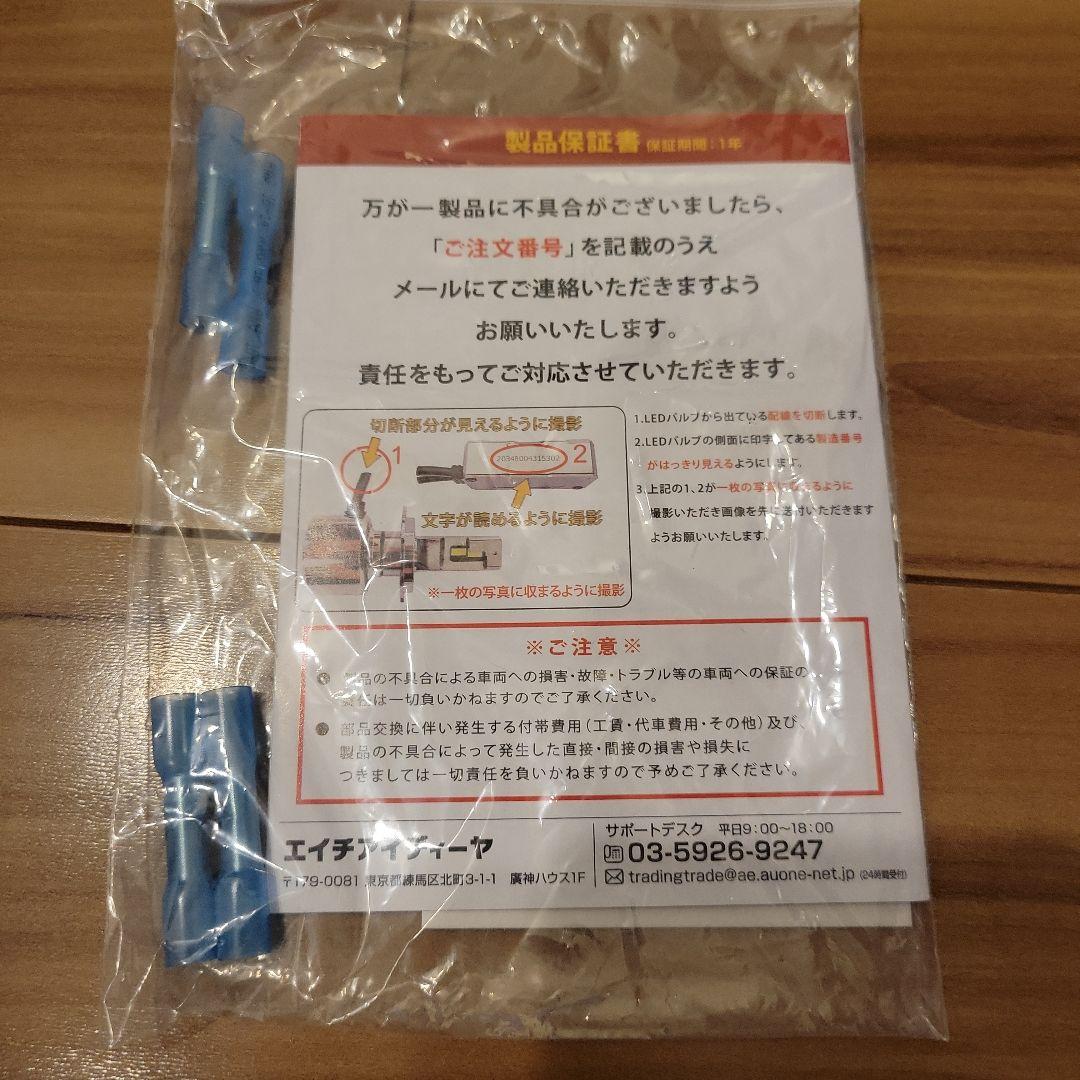 製品保証書 保証期間：1年
万が一製品に不具合がございましたら、
「ご注文番号」を記載のうえ
メールにてご連絡いただきますよう
お願いいたします。
責任をもってご対応させていただきます。
切断部分が見えるように撮影
1
20348004315302
2
文字が読めるように撮影
※一枚の写真に収まるように撮影
1.LEDバルブから出ている配線を切断します。
2.LEDバルブの側面に印字してある製造番号
がはっきり見えるようにします。
3.上記の1、2が一枚の写真に収まるように
撮影いただき画像を先に送付いただきます
ようお願いいたします。
※ご注意※
● 製品の不具合による車両への損害・故障・トラブル等の車両への保証の
責任は一切負いかねますのでご了承ください。
● 部品交換に伴い発生する付帯費用（工賃・代車費用・その他）及び、
製品の不具合によって発生した直接・間接の損害や損失に
つきましては一切責任を負いかねますので予めご了承ください。
エイチアイディーヤ
〒179-0081 東京都練馬区北町3-1-1 廣神ハウス1F
サポートデスク 平日9:00～18:00
03-5926-9247
tradingtrade@ae.auone-net.jp (24時間受付)